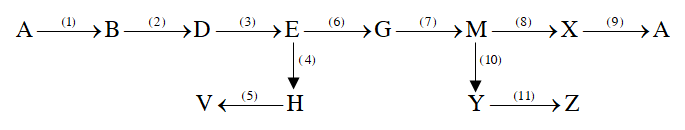 A (1) B (2) D (3) E (6) G (7) M (8) X (9) A
(4) (10)
V (5) H Y (11) Z